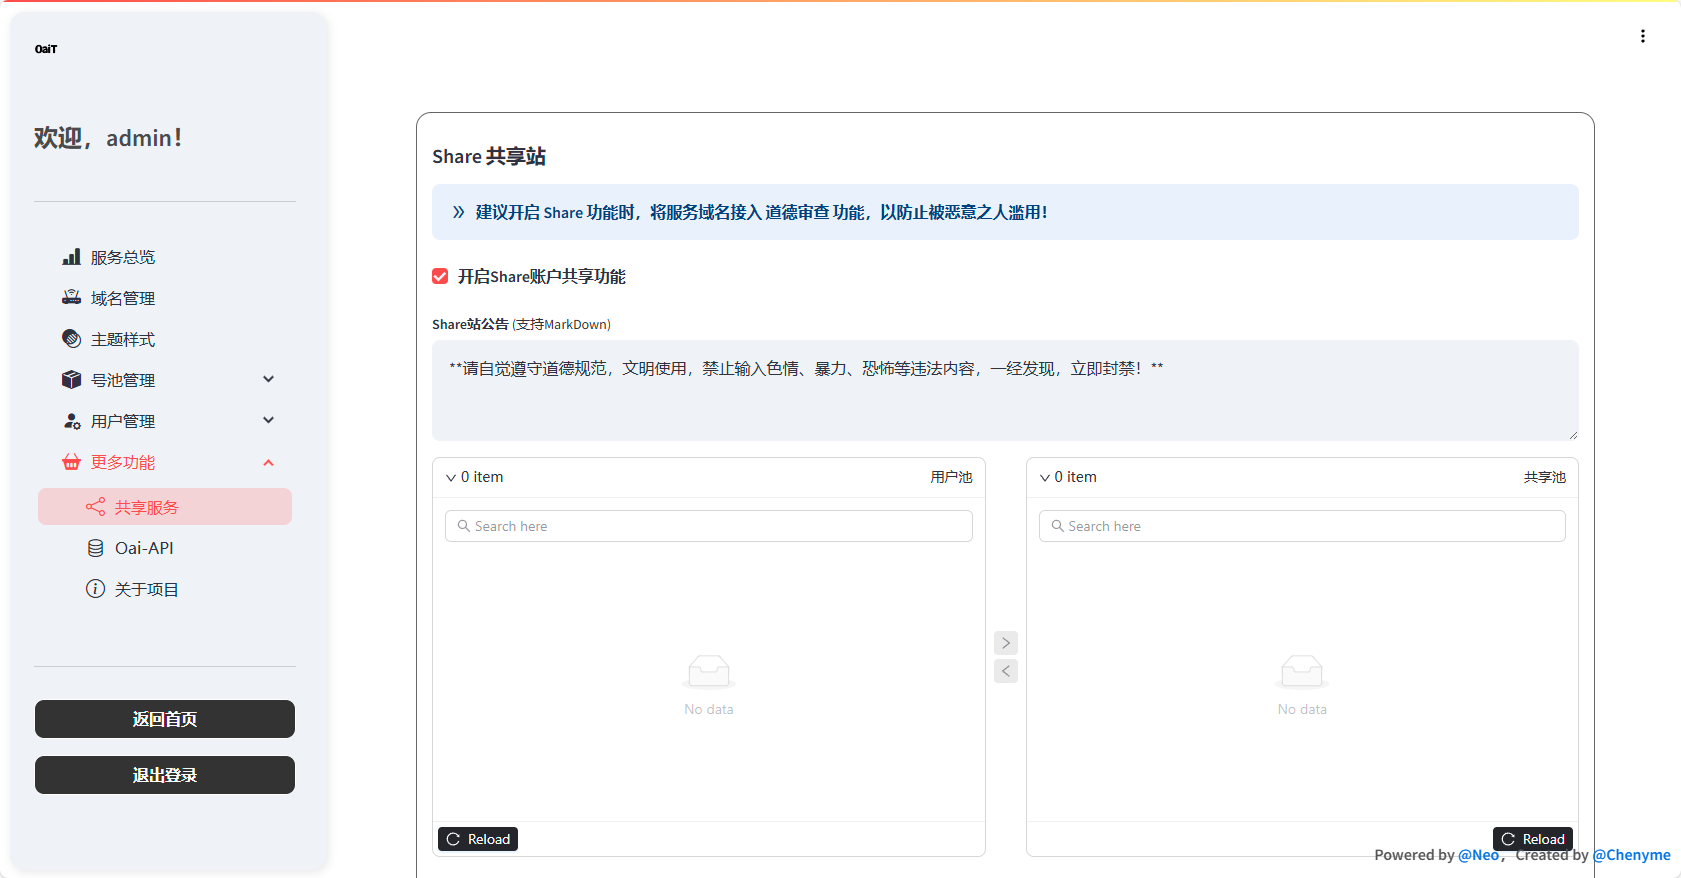 OaiT
欢迎，admin！
服务总览
域名管理
主题样式
号池管理
用户管理
更多功能
共享服务
Oai-API
关于项目
返回首页
退出登录
Share 共享站
建议开启 Share 功能时，将服务域名接入 道德审查 功能，以防止被恶意之人滥用！
开启Share账户共享功能
Share站公告 (支持MarkDown)
**请自觉遵守道德规范，文明使用，禁止输入色情、暴力、恐怖等违法内容，一经发现，立即封禁！**
0 item 用户池
Search here
No data
Reload
0 item 共享池
Search here
No data
Reload
Powered by @Neo，Created by @Chenyme